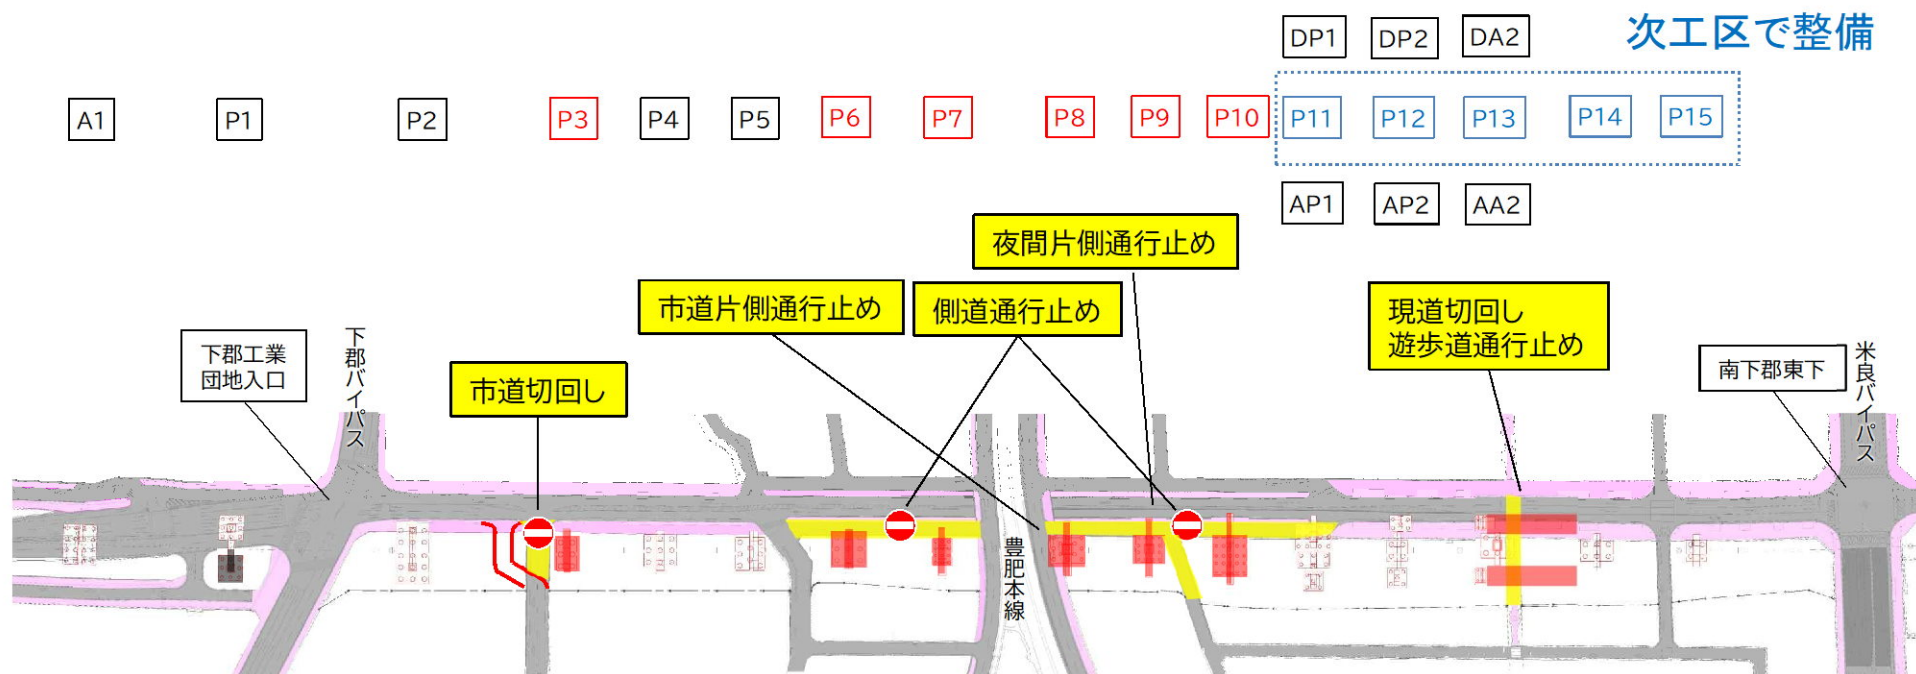 次工区で整備
DP1
DP2
DA2
A1
P1
P2
P3
P4
P5
P6
P7
P8
P9
P10
P11
P12
P13
P14
P15
AP1
AP2
AA2
夜間片側通行止め
市道片側通行止め
側道通行止め
現道切回し
遊歩道通行止め
下郡工業
団地入口
下郡バイパス
市道切回し
南下郡東下
米良バイパス
豊肥本線